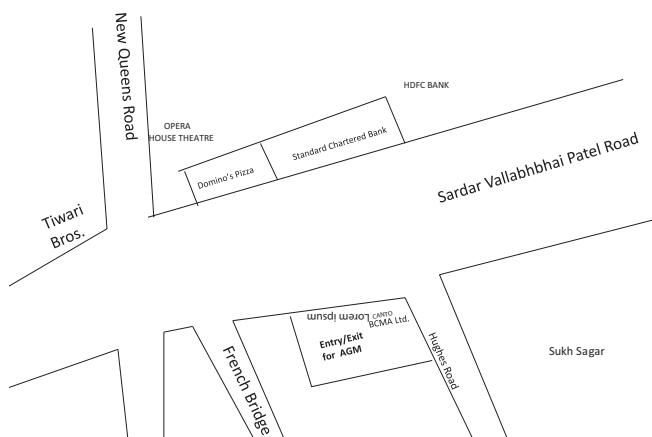 New Queens Road
HDFC BANK
OPERA
HOUSE THEATRE
Standard Chartered Bank
Domino's Pizza
Sardar Vallabhbhai Patel Road
Tiwari
Bros.
Lorem ipsum
CANTO
BCMA Ltd.
Entry/Exit
for AGM
French Bridge
Hughes Road
Sukh Sagar